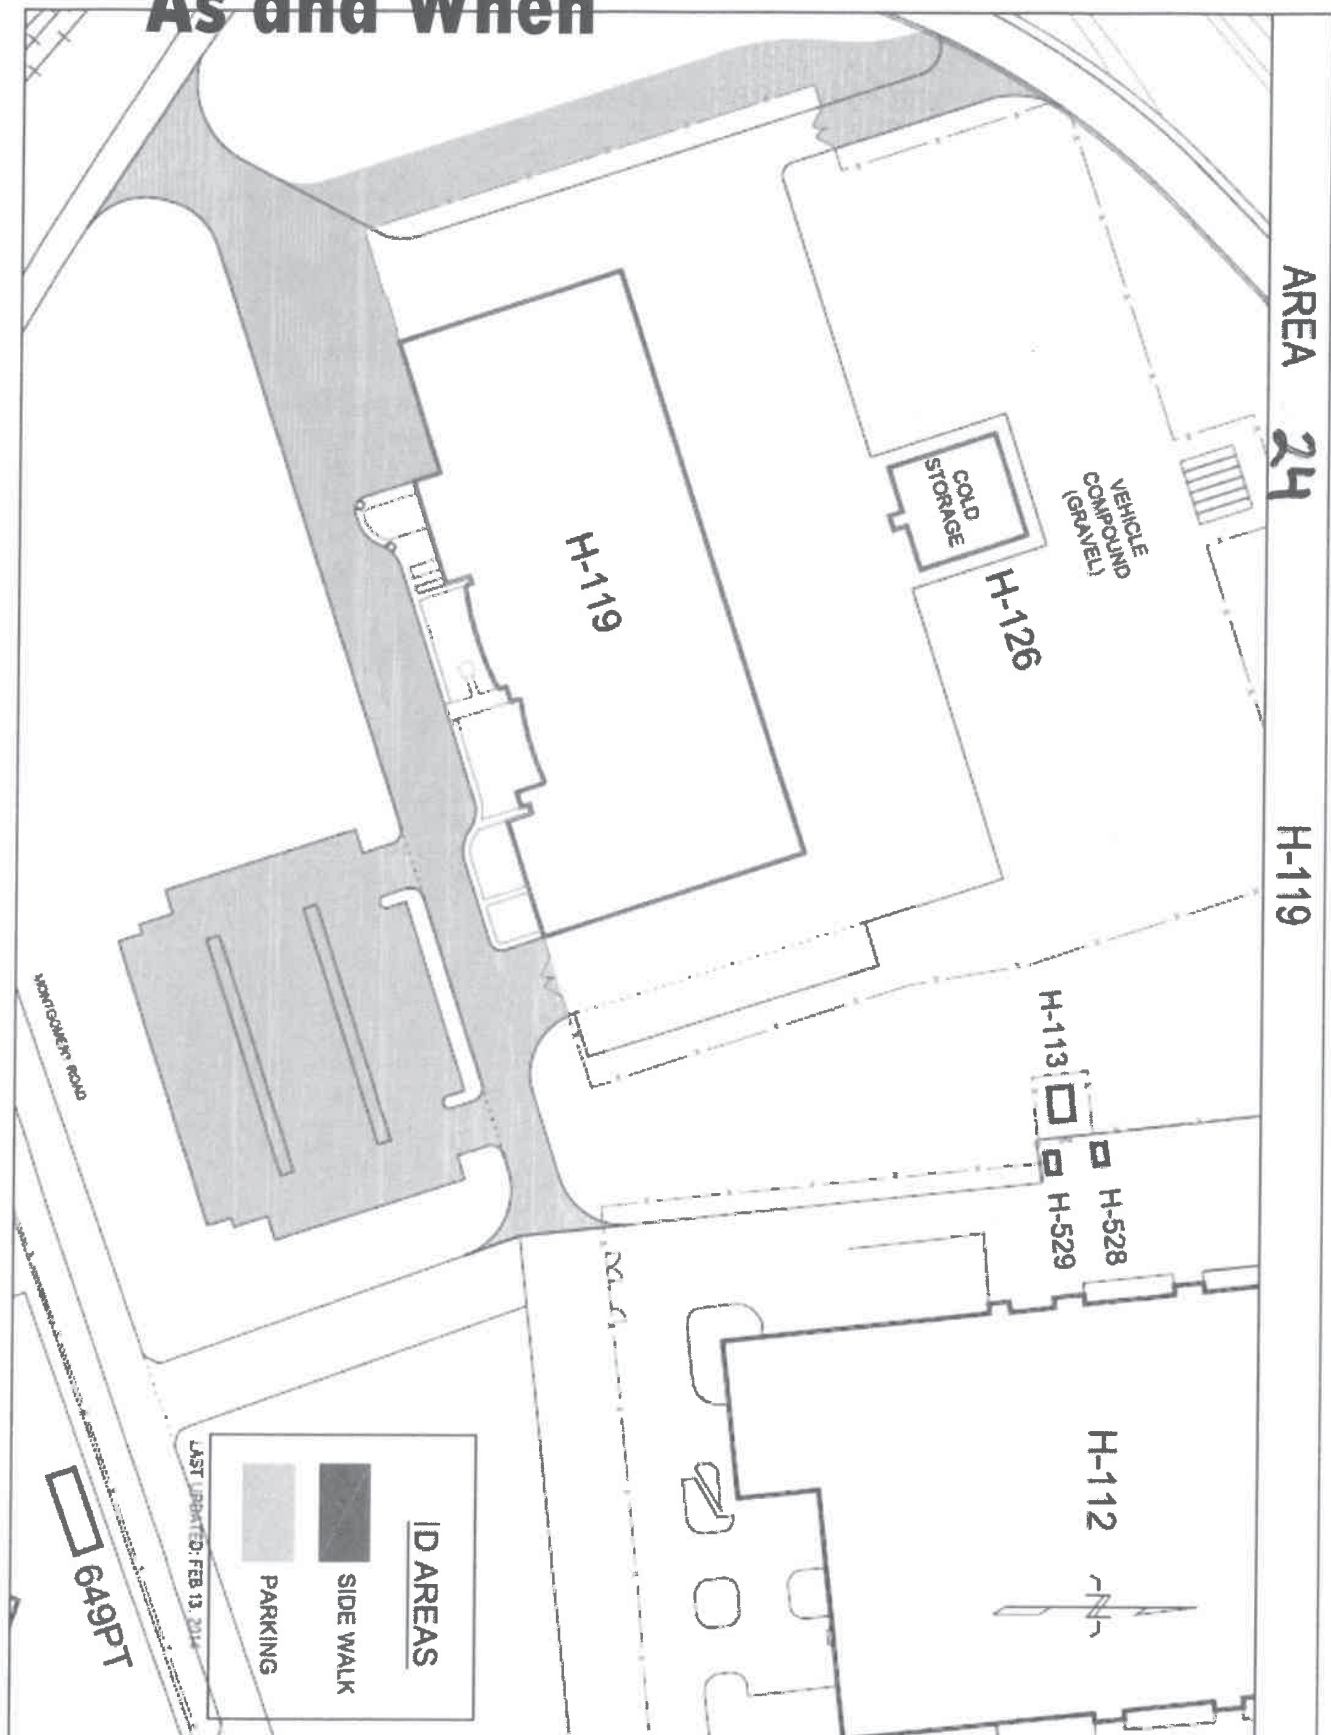 As and When
AREA 24
H-119
VEHICLE
COMPOUND
(GRAVEL)
COLD
STORAGE
H-126
H-119
H-113
H-528
H-529
H-112
N
MONTGOMERY ROAD
ID AREAS
SIDE WALK
PARKING
LAST UPDATED: FEB 13, 2014
649PT